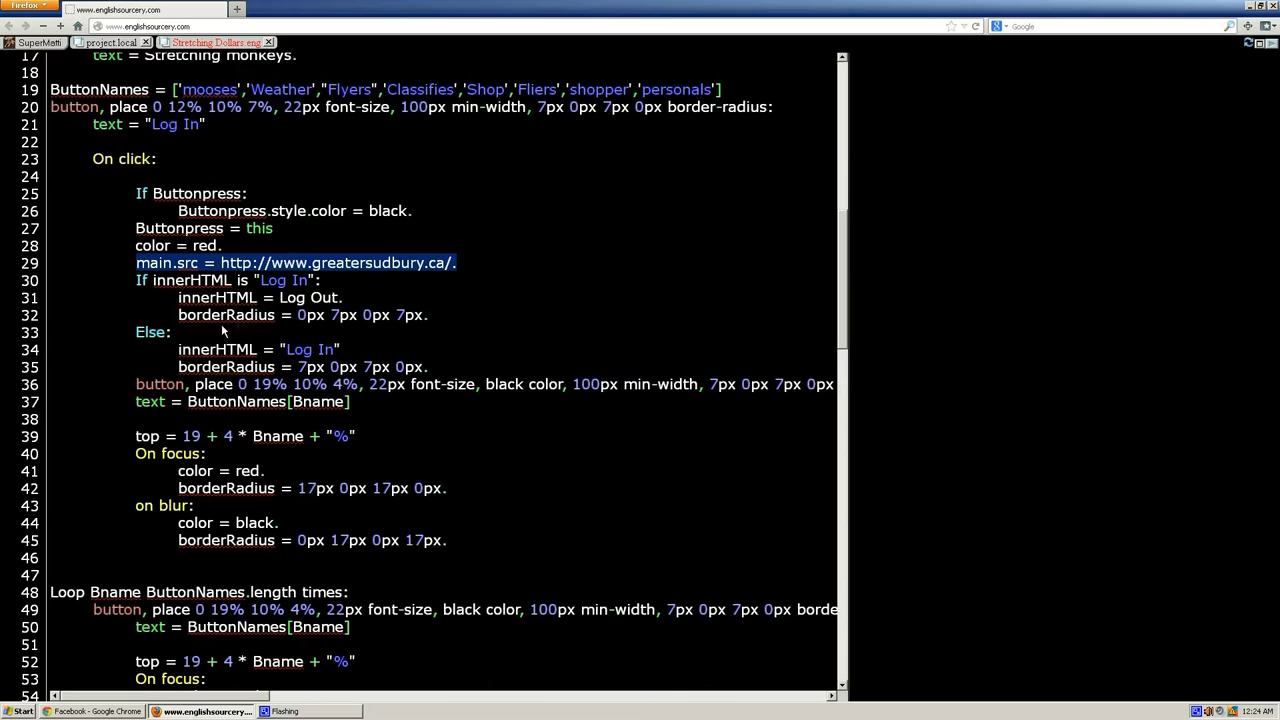 Firefox
www.englishsourcery.com/
www.englishsourcery.com
Google
SuperMatti
project.local
Stretching Dollars:eng
17 text = Stretching monkeys.
18
19 ButtonNames = ['mooses','Weather',"Flyers",'Classifies','Shop','Fliers','shopper','personals']
20 button, place 0 12% 10% 7%, 22px font-size, 100px min-width, 7px 0px 7px 0px border-radius:
21 text = "Log In"
22
23 On click:
24
25 If Buttonpress:
26 Buttonpress.style.color = black.
27 Buttonpress = this
28 color = red.
29 main.src = http://www.greatersudbury.ca/.
30 If innerHTML is "Log In":
31 innerHTML = Log Out.
32 borderRadius = 0px 7px 0px 7px.
33 Else:
34 innerHTML = "Log In"
35 borderRadius = 7px 0px 7px 0px.
36 button, place 0 19% 10% 4%, 22px font-size, black color, 100px min-width, 7px 0px 7px 0px
37 text = ButtonNames[Bname]
38
39 top = 19 + 4 * Bname + "%"
40 On focus:
41 color = red.
42 borderRadius = 17px 0px 17px 0px.
43 on blur:
44 color = black.
45 borderRadius = 0px 17px 0px 17px.
46
47
48 Loop Bname ButtonNames.length times:
49 button, place 0 19% 10% 4%, 22px font-size, black color, 100px min-width, 7px 0px 7px 0px borde
50 text = ButtonNames[Bname]
51
52 top = 19 + 4 * Bname + "%"
53 On focus:
54
Start
Facebook - Google Chrome
www.englishsourcery....
Flashing
12:24 AM